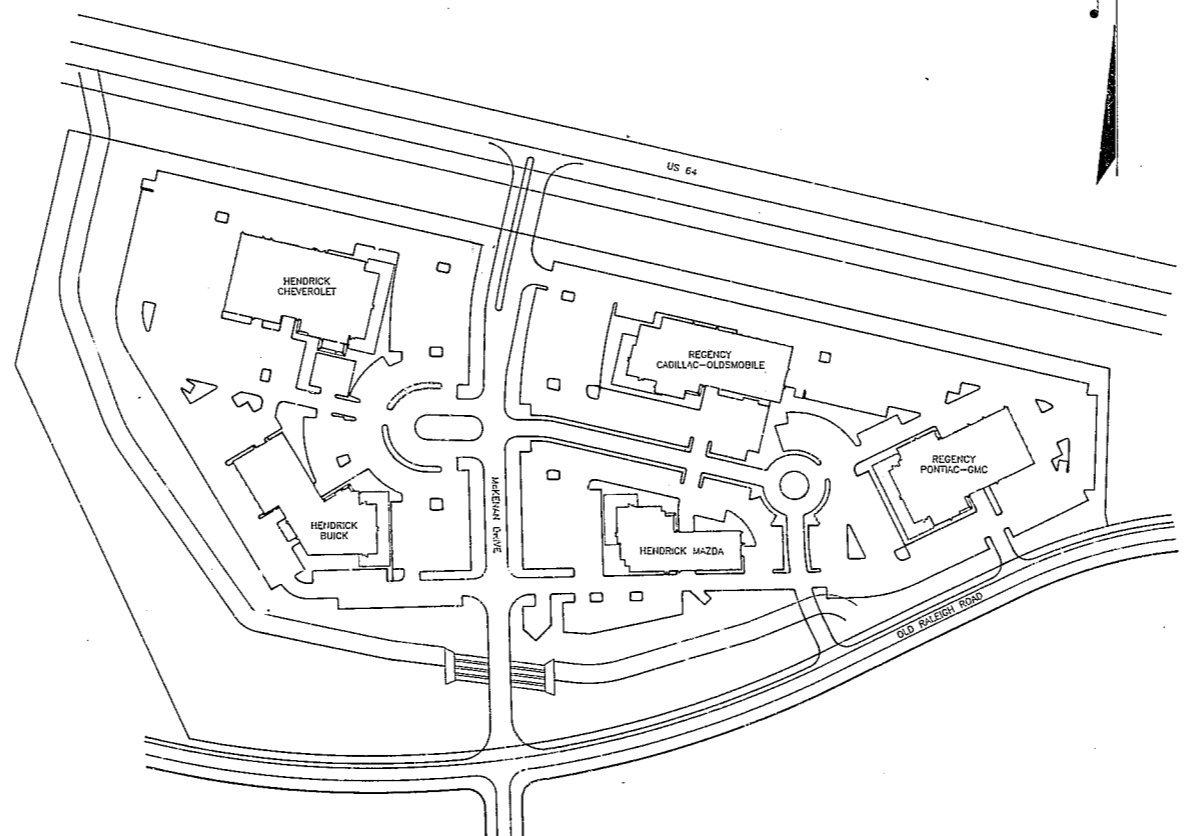 US 64
HENDRICK
CHEVEROLET
REGENCY
CADILLAC-OLDSMOBILE
REGENCY
PONTIAC-GMC
HENDRICK
BUICK
McKENAN DRIVE
HENDRICK MAZDA
OLD RALEIGH ROAD